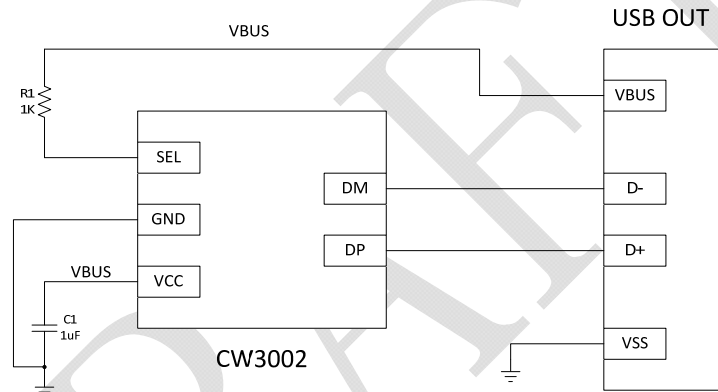 USB OUT
VBUS
R1
1K
VBUS
SEL
DM
D-
GND
DP
D+
VBUS
VCC
C1
1uF
VSS
CW3002